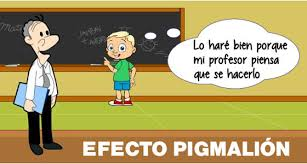 Lo haré bien porque
mi profesor piensa
que se hacerlo
EFECTO PIGMALIÓN